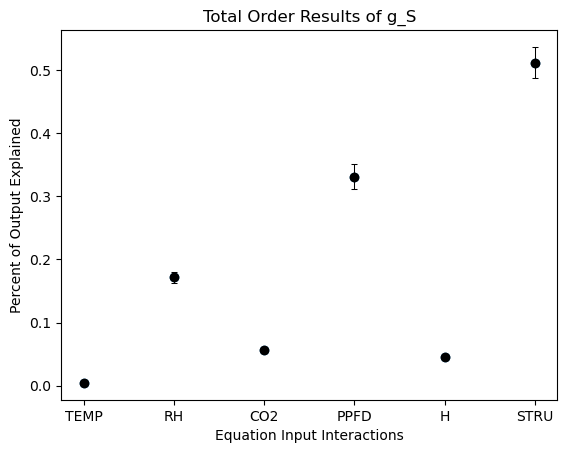 Total Order Results of g_S
Percent of Output Explained
0.5
0.4
0.3
0.2
0.1
0.0
TEMP RH CO2 PPFD H STRU
Equation Input Interactions